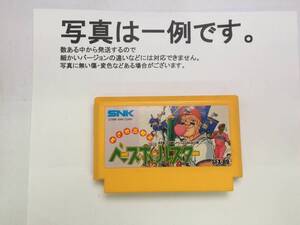 写真は一例です。
数ある中から発送するので
細かいバージョンの違いなどには対応できません。
写真に無い傷・変色などある場合がございます。
SNK
ベースボールスター